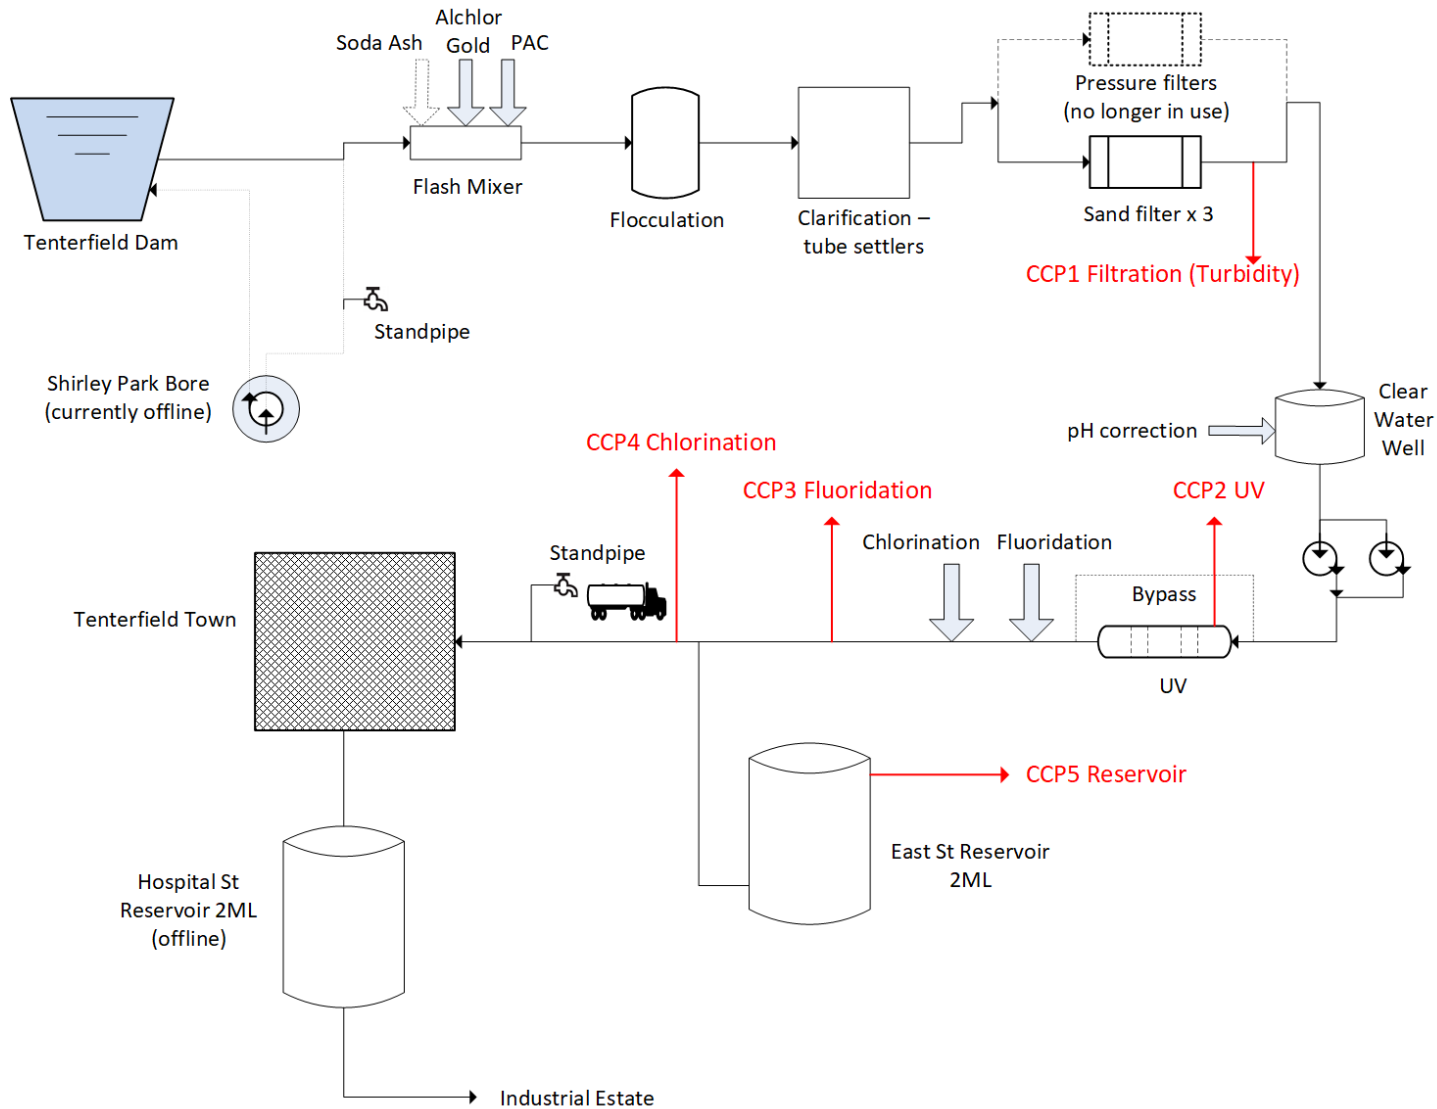 Soda Ash
Alchlor
Gold
PAC
Pressure filters
(no longer in use)
Flash Mixer
Flocculation
Clarification –
tube settlers
Sand filter x 3
Tenterfield Dam
CCP1 Filtration (Turbidity)
Standpipe
Shirley Park Bore
(currently offline)
Clear
Water
Well
pH correction
CCP4 Chlorination
CCP3 Fluoridation
CCP2 UV
Chlorination
Fluoridation
Standpipe
Bypass
Tenterfield Town
UV
CCP5 Reservoir
East St Reservoir
2ML
Hospital St
Reservoir 2ML
(offline)
Industrial Estate